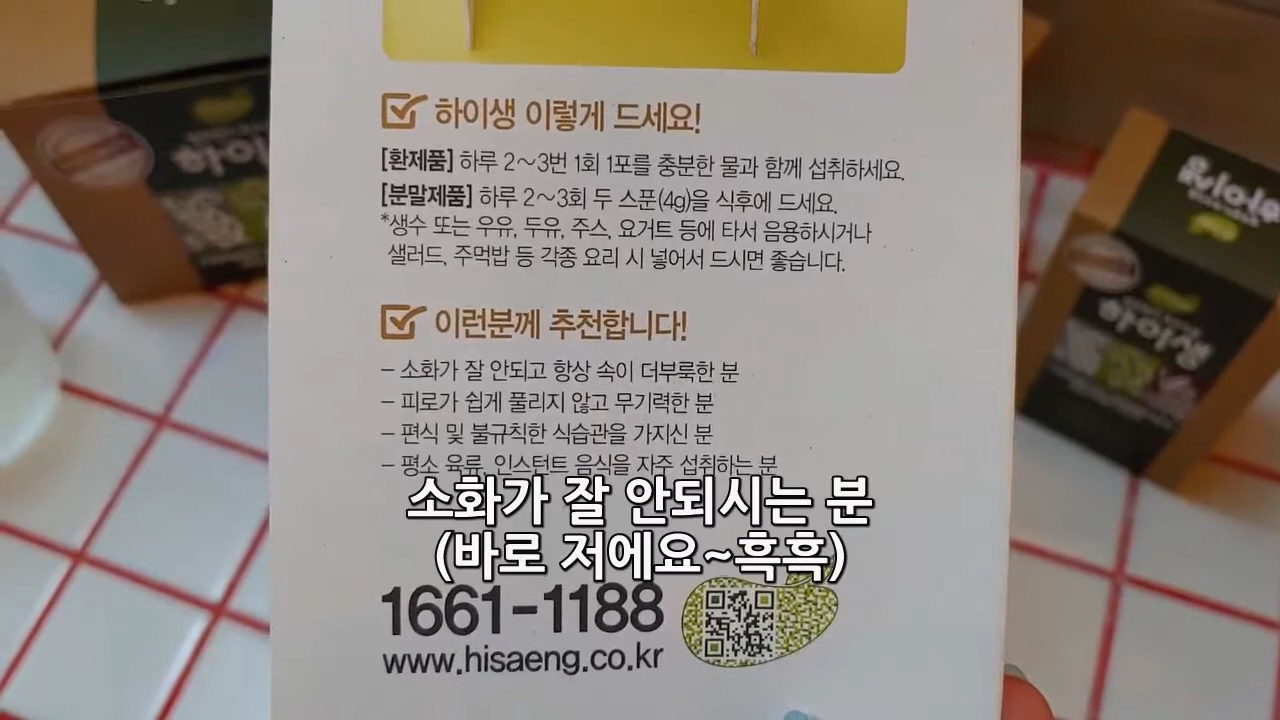 하이생 이렇게 드세요!
[환제품] 하루 2~3번 1회 1포를 충분한 물과 함께 섭취하세요.
[분말제품] 하루 2~3회 두 스푼(4g)을 식후에 드세요.
*생수 또는 우유, 두유, 주스, 요거트 등에 타서 음용하시거나
샐러드, 주먹밥 등 각종 요리 시 넣어서 드시면 좋습니다.
이런분께 추천합니다!
- 소화가 잘 안되고 항상 속이 더부룩한 분
- 피로가 쉽게 풀리지 않고 무기력한 분
- 편식 및 불규칙한 식습관을 가지신 분
- 평소 육류, 인스턴트 음식을 자주 섭취하는 분
소화가 잘 안되시는 분
(바로 저에요~흑흑)
1661-1188
www.hisaeng.co.kr
하이생